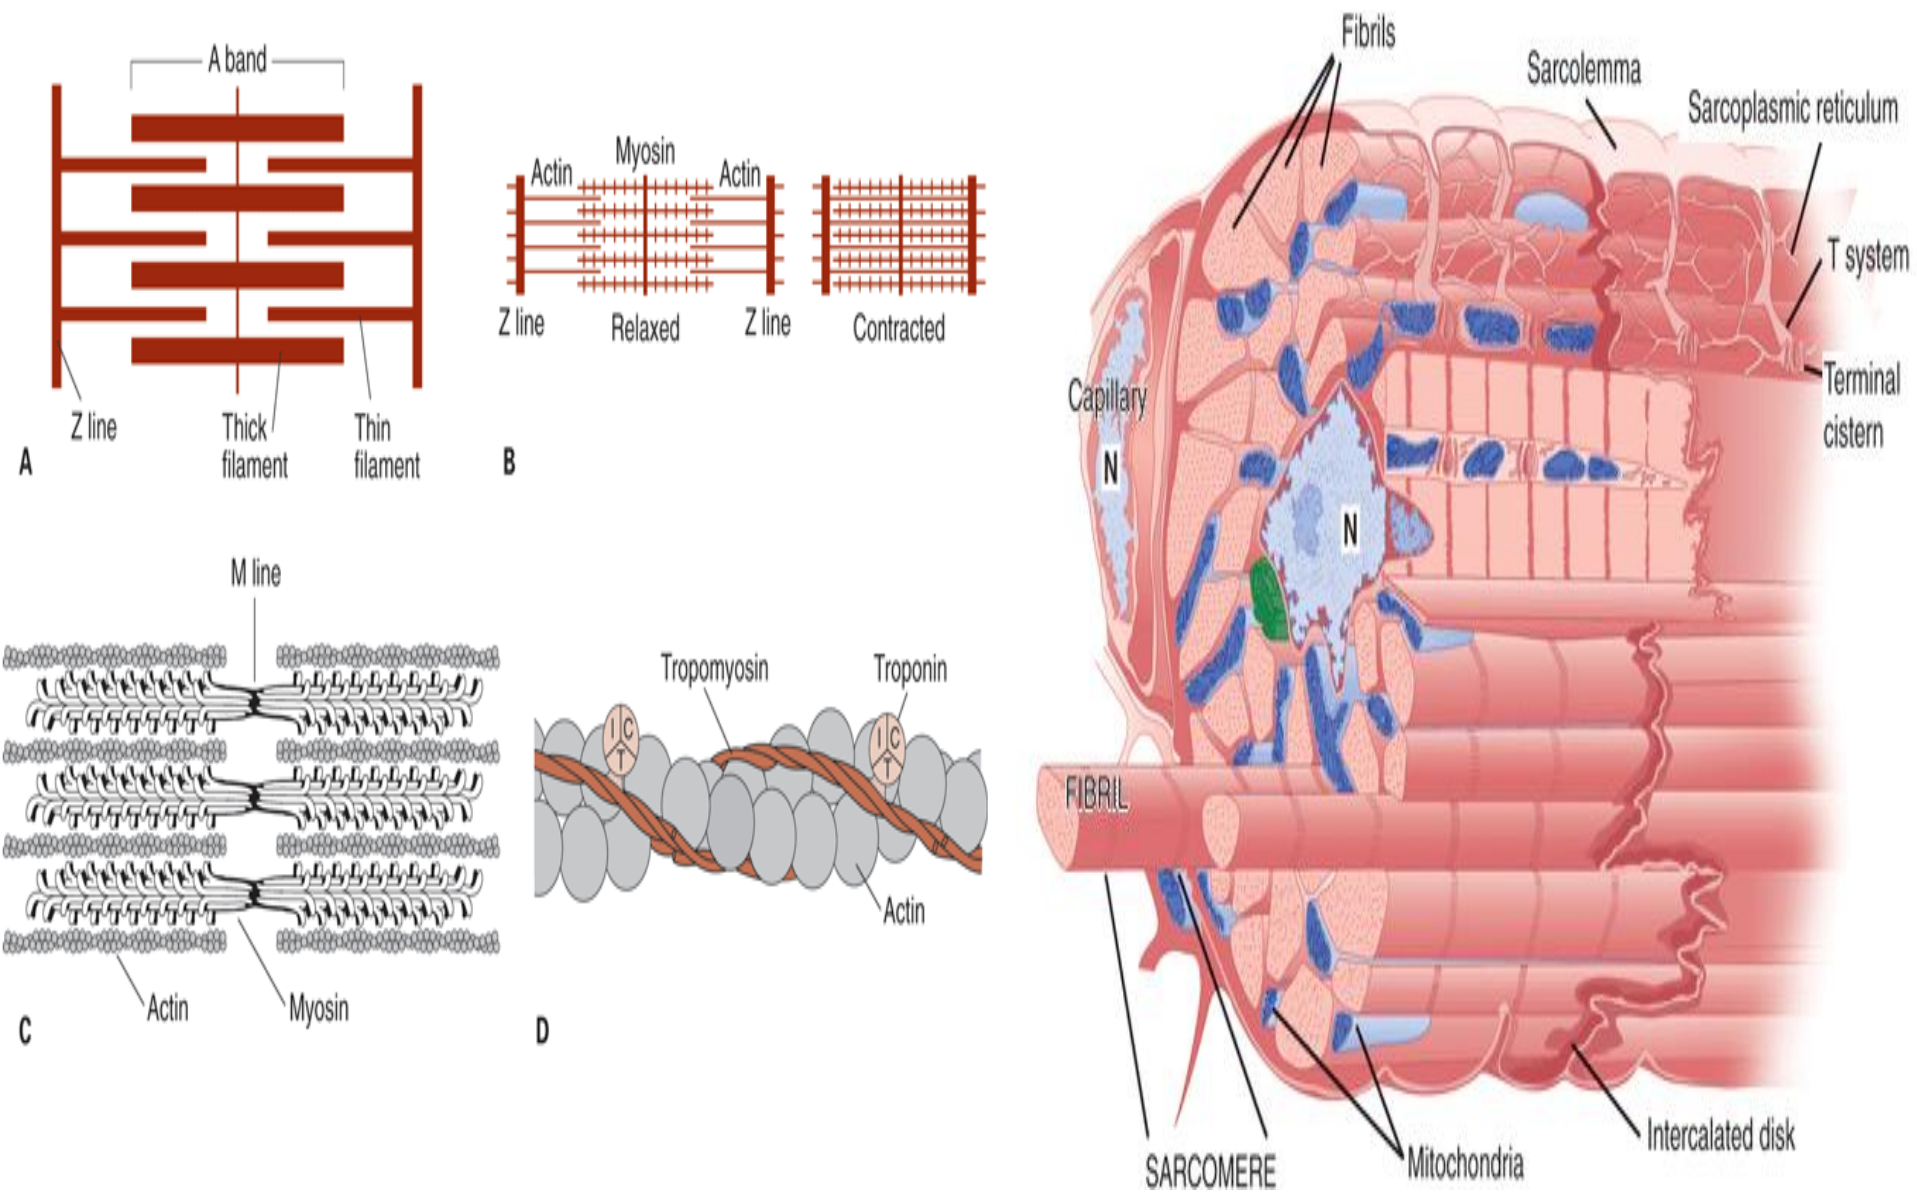 A band
Z line
Thick
filament
Thin
filament
A
Actin
Myosin
Actin
Z line
Relaxed
Z line
Contracted
B
M line
Actin
Myosin
C
Tropomyosin
Troponin
I C
T
I C
T
Actin
D
Fibrils
Sarcolemma
Sarcoplasmic reticulum
T system
Terminal
cistern
Capillary
N
N
FIBRIL
SARCOMERE
Mitochondria
Intercalated disk